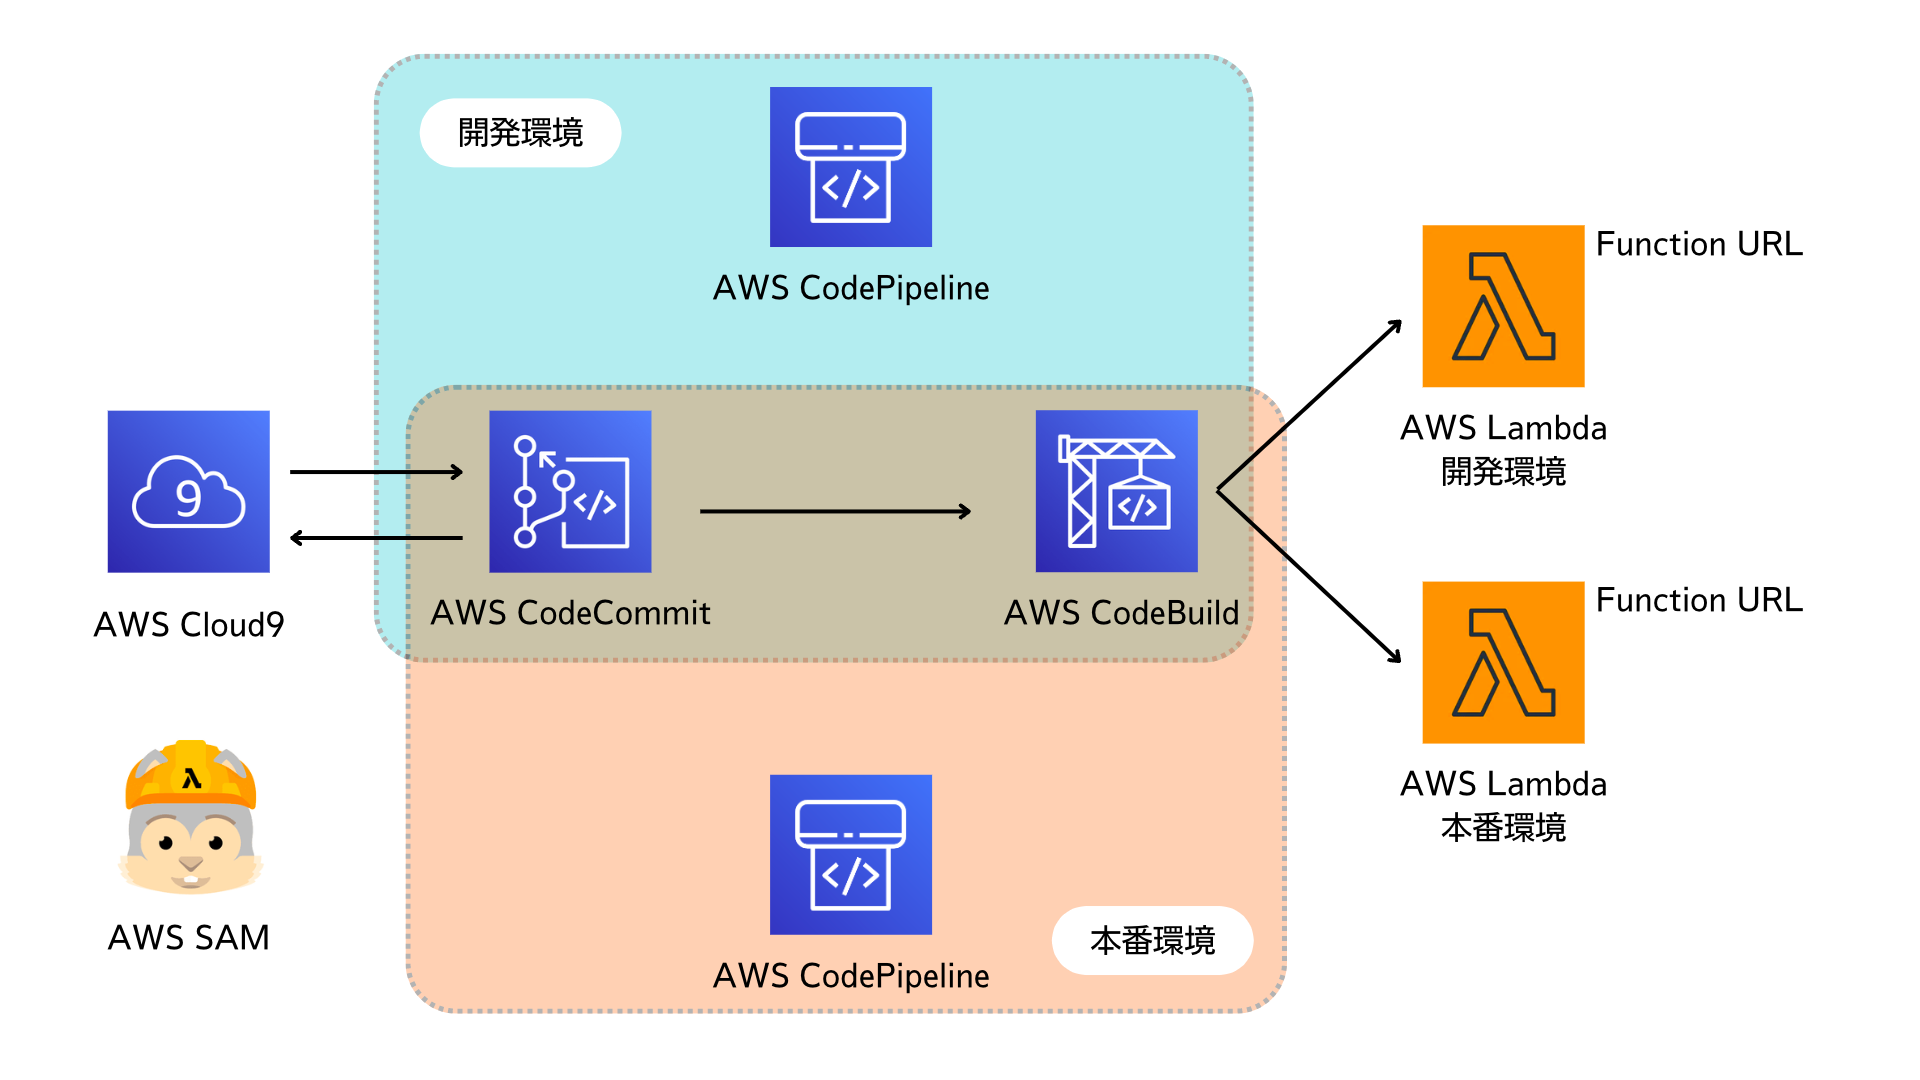 開発環境
AWS CodePipeline
Function URL
AWS Lambda
開発環境
9
AWS Cloud9
AWS CodeCommit
AWS CodeBuild
Function URL
AWS Lambda
本番環境
AWS SAM
本番環境
AWS CodePipeline